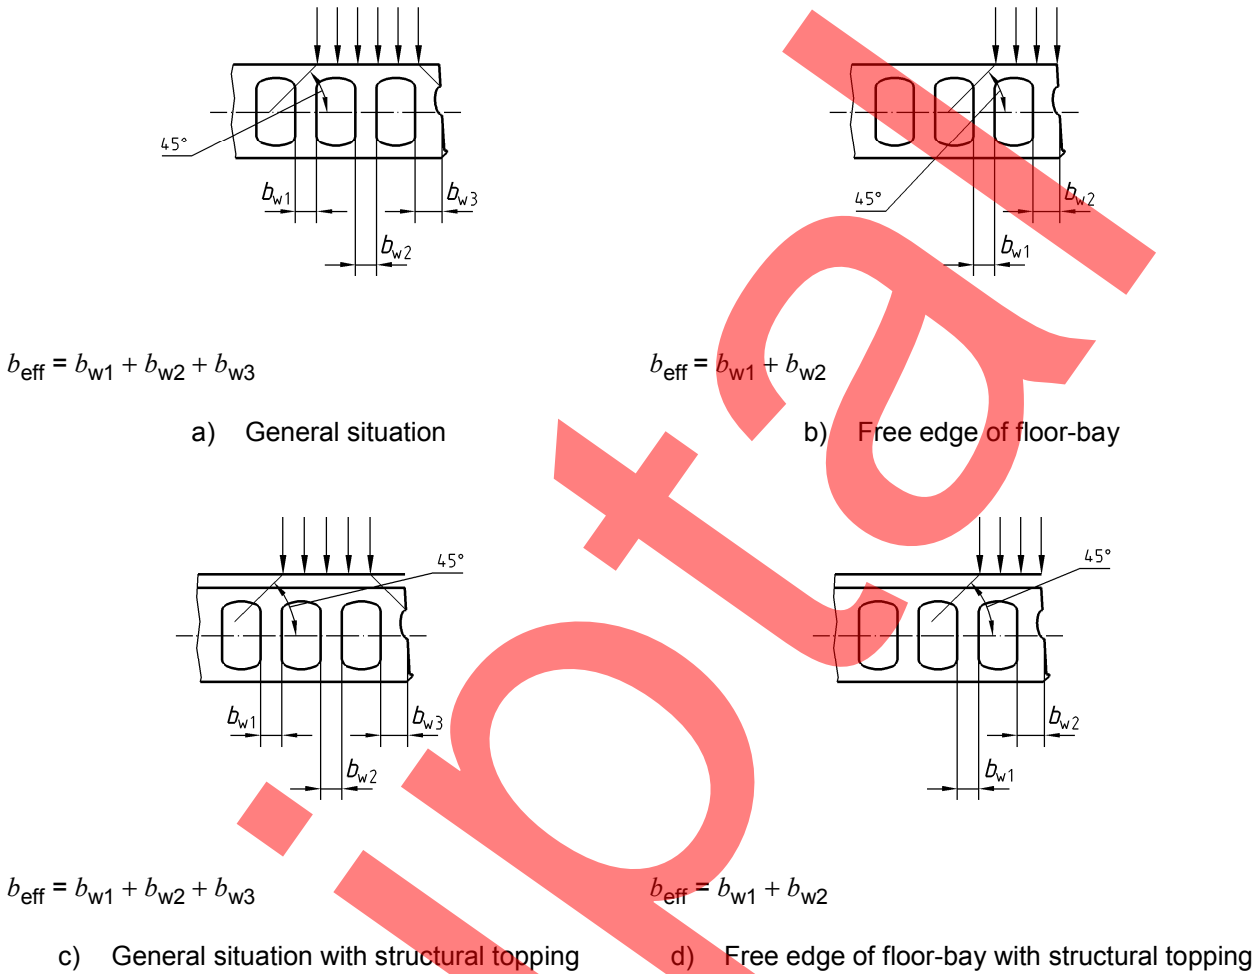 45°
b_w1
b_w3
b_w2
45°
b_w2
b_w1
b_eff = b_w1 + b_w2 + b_w3
b_eff = b_w1 + b_w2
a) General situation
b) Free edge of floor-bay
45°
b_w1
b_w3
b_w2
45°
b_w2
b_w1
b_eff = b_w1 + b_w2 + b_w3
b_eff = b_w1 + b_w2
c) General situation with structural topping
d) Free edge of floor-bay with structural topping
iptal